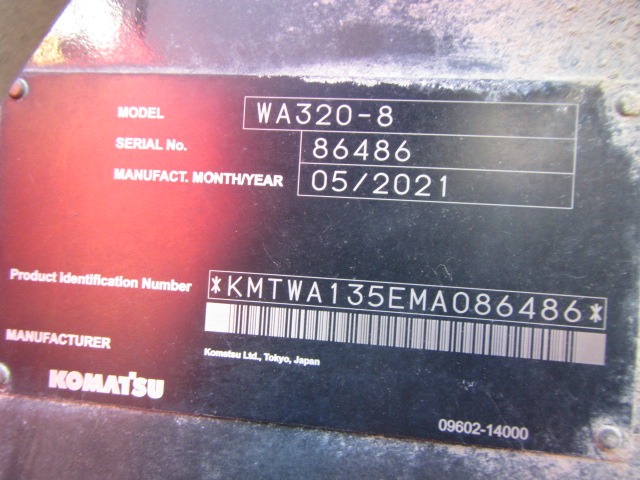 MODEL WA320-8
SERIAL No. 86486
MANUFACT. MONTH/YEAR 05/2021
Product Identification Number *KMTWA135EMA086486*
MANUFACTURER
Komatsu Ltd., Tokyo, Japan
KOMATSU
09602-14000